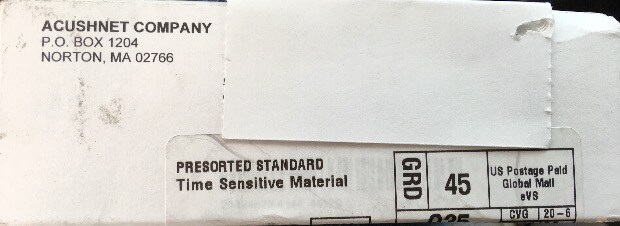 ACUSHNET COMPANY
P.O. BOX 1204
NORTON, MA 02766
PRESORTED STANDARD
Time Sensitive Material
GRD
45
US Postage Paid
Global Mail
eVS
CVG 20-6